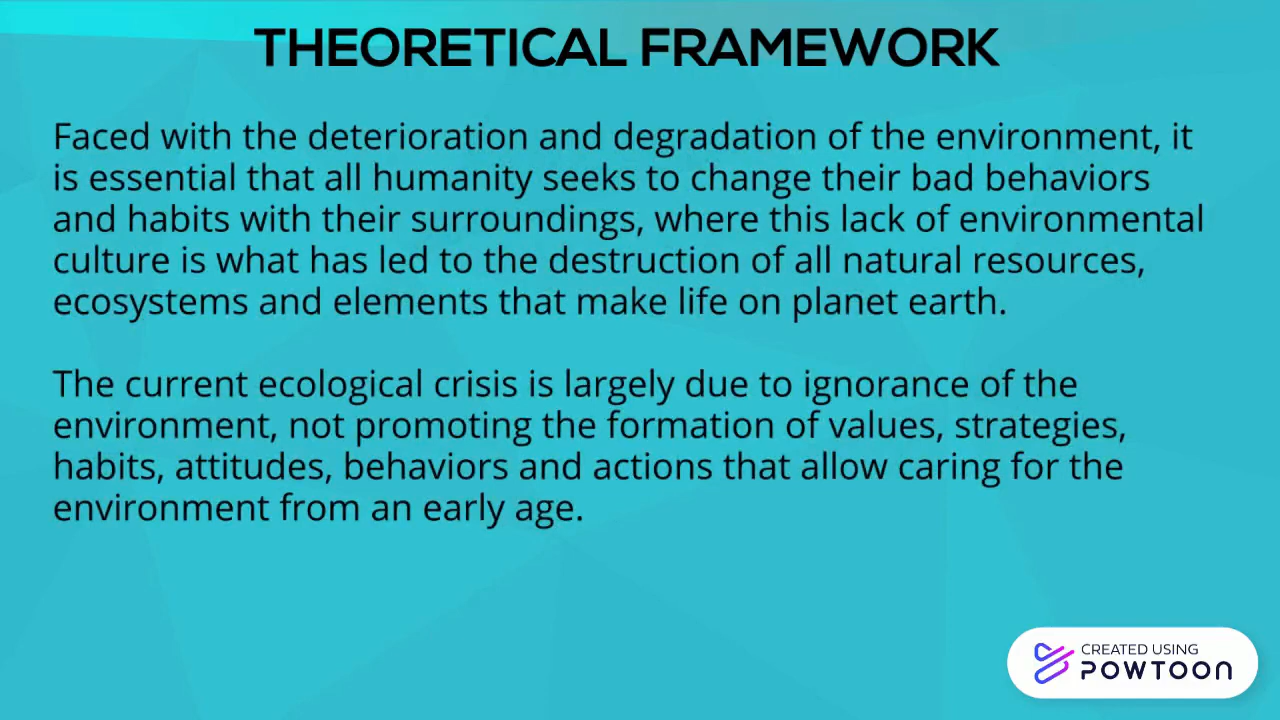 THEORETICAL FRAMEWORK
Faced with the deterioration and degradation of the environment, it
is essential that all humanity seeks to change their bad behaviors
and habits with their surroundings, where this lack of environmental
culture is what has led to the destruction of all natural resources,
ecosystems and elements that make life on planet earth.
The current ecological crisis is largely due to ignorance of the
environment, not promoting the formation of values, strategies,
habits, attitudes, behaviors and actions that allow caring for the
environment from an early age.
CREATED USING
POWTOON